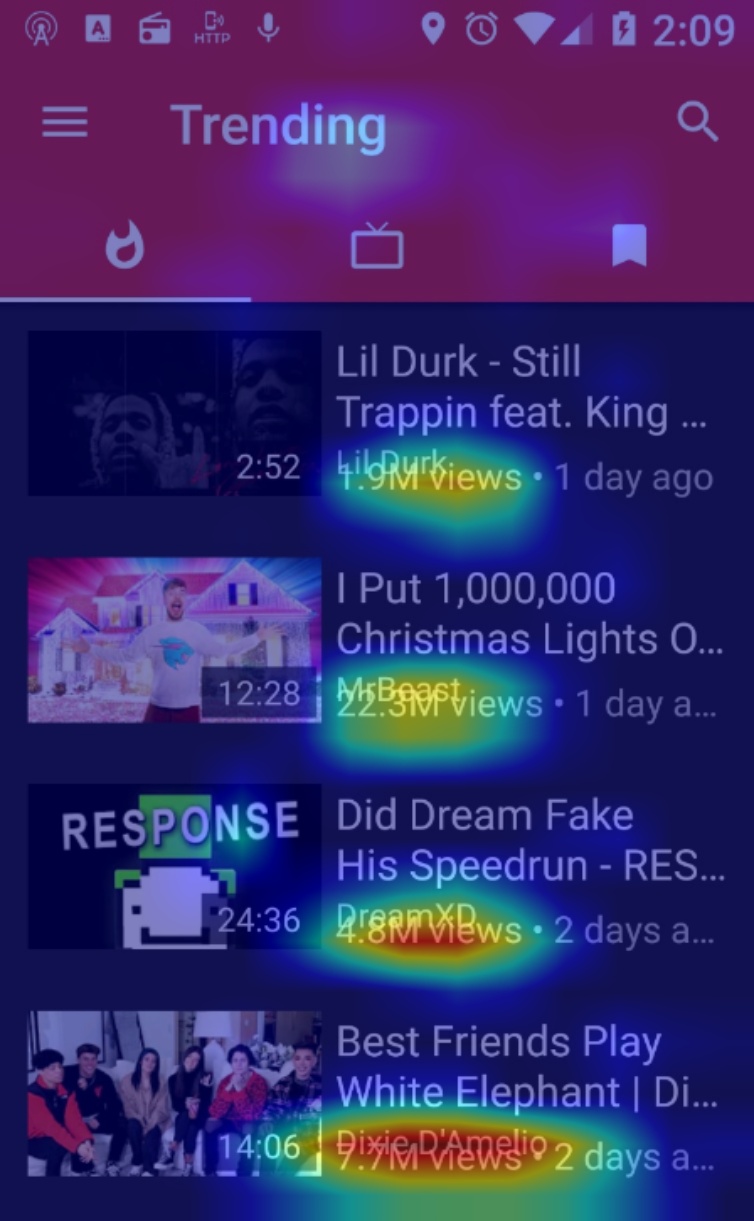 HTTP 2:09
Trending
2:52
Lil Durk - Still
Trappin feat. King ...
Lil Durk
1.9M views • 1 day ago
12:28
I Put 1,000,000
Christmas Lights O...
MrBeast
22.3M views • 1 day a...
RESPONSE
24:36
Did Dream Fake
His Speedrun - RES...
DreamXD
4.8M views • 2 days a...
14:06
Best Friends Play
White Elephant | Di...
Dixie D'Amelio
7.7M views • 2 days a...